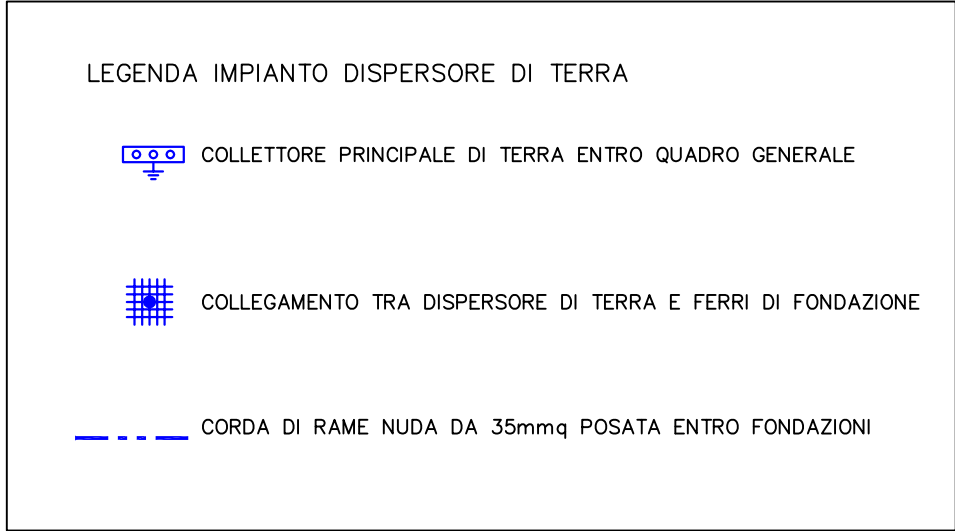 LEGENDA IMPIANTO DISPERSORE DI TERRA
COLLETTORE PRINCIPALE DI TERRA ENTRO QUADRO GENERALE
COLLEGAMENTO TRA DISPERSORE DI TERRA E FERRI DI FONDAZIONE
CORDA DI RAME NUDA DA 35mmq POSATA ENTRO FONDAZIONI